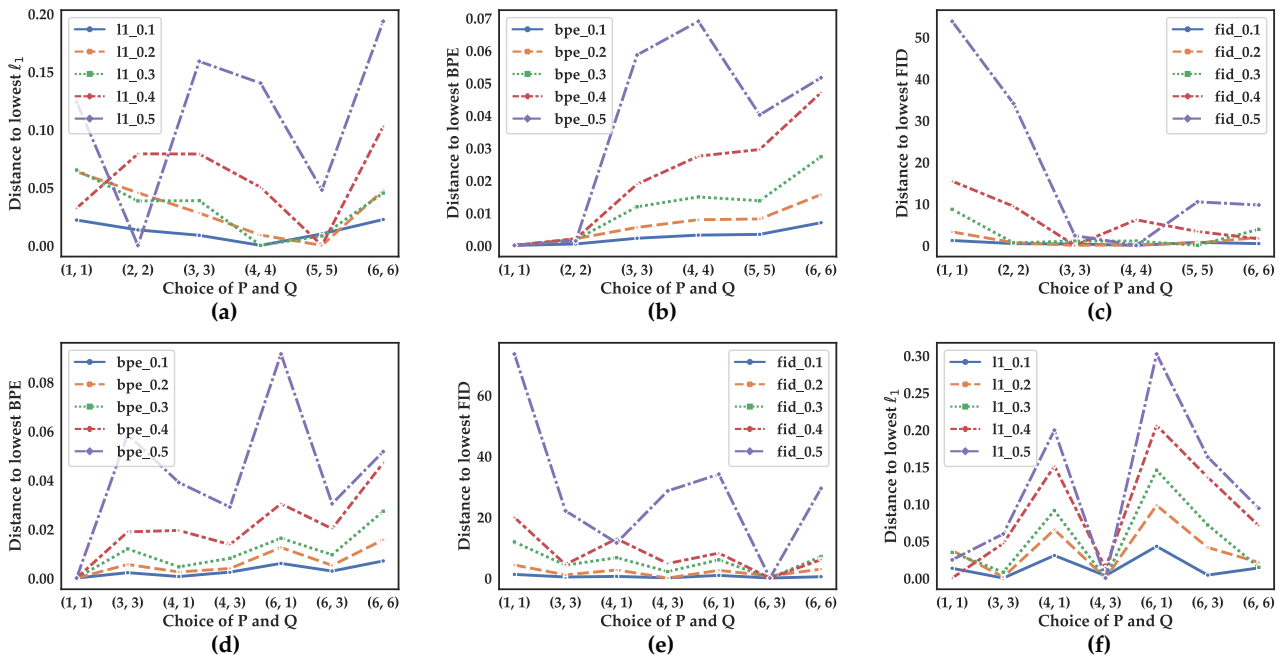 Distance to lowest ℓ₁
0.20
0.15
0.10
0.05
0.00
l1_0.1
l1_0.2
l1_0.3
l1_0.4
l1_0.5
(1, 1) (2, 2) (3, 3) (4, 4) (5, 5) (6, 6)
Choice of P and Q
(a)
Distance to lowest BPE
0.07
0.06
0.05
0.04
0.03
0.02
0.01
0.00
bpe_0.1
bpe_0.2
bpe_0.3
bpe_0.4
bpe_0.5
(1, 1) (2, 2) (3, 3) (4, 4) (5, 5) (6, 6)
Choice of P and Q
(b)
Distance to lowest FID
50
40
30
20
10
0
fid_0.1
fid_0.2
fid_0.3
fid_0.4
fid_0.5
(1, 1) (2, 2) (3, 3) (4, 4) (5, 5) (6, 6)
Choice of P and Q
(c)
Distance to lowest BPE
0.08
0.06
0.04
0.02
0.00
bpe_0.1
bpe_0.2
bpe_0.3
bpe_0.4
bpe_0.5
(1, 1) (3, 3) (4, 1) (4, 3) (6, 1) (6, 3) (6, 6)
Choice of P and Q
(d)
Distance to lowest FID
60
40
20
0
fid_0.1
fid_0.2
fid_0.3
fid_0.4
fid_0.5
(1, 1) (3, 3) (4, 1) (4, 3) (6, 1) (6, 3) (6, 6)
Choice of P and Q
(e)
Distance to lowest ℓ₁
0.30
0.25
0.20
0.15
0.10
0.05
0.00
l1_0.1
l1_0.2
l1_0.3
l1_0.4
l1_0.5
(1, 1) (3, 3) (4, 1) (4, 3) (6, 1) (6, 3) (6, 6)
Choice of P and Q
(f)